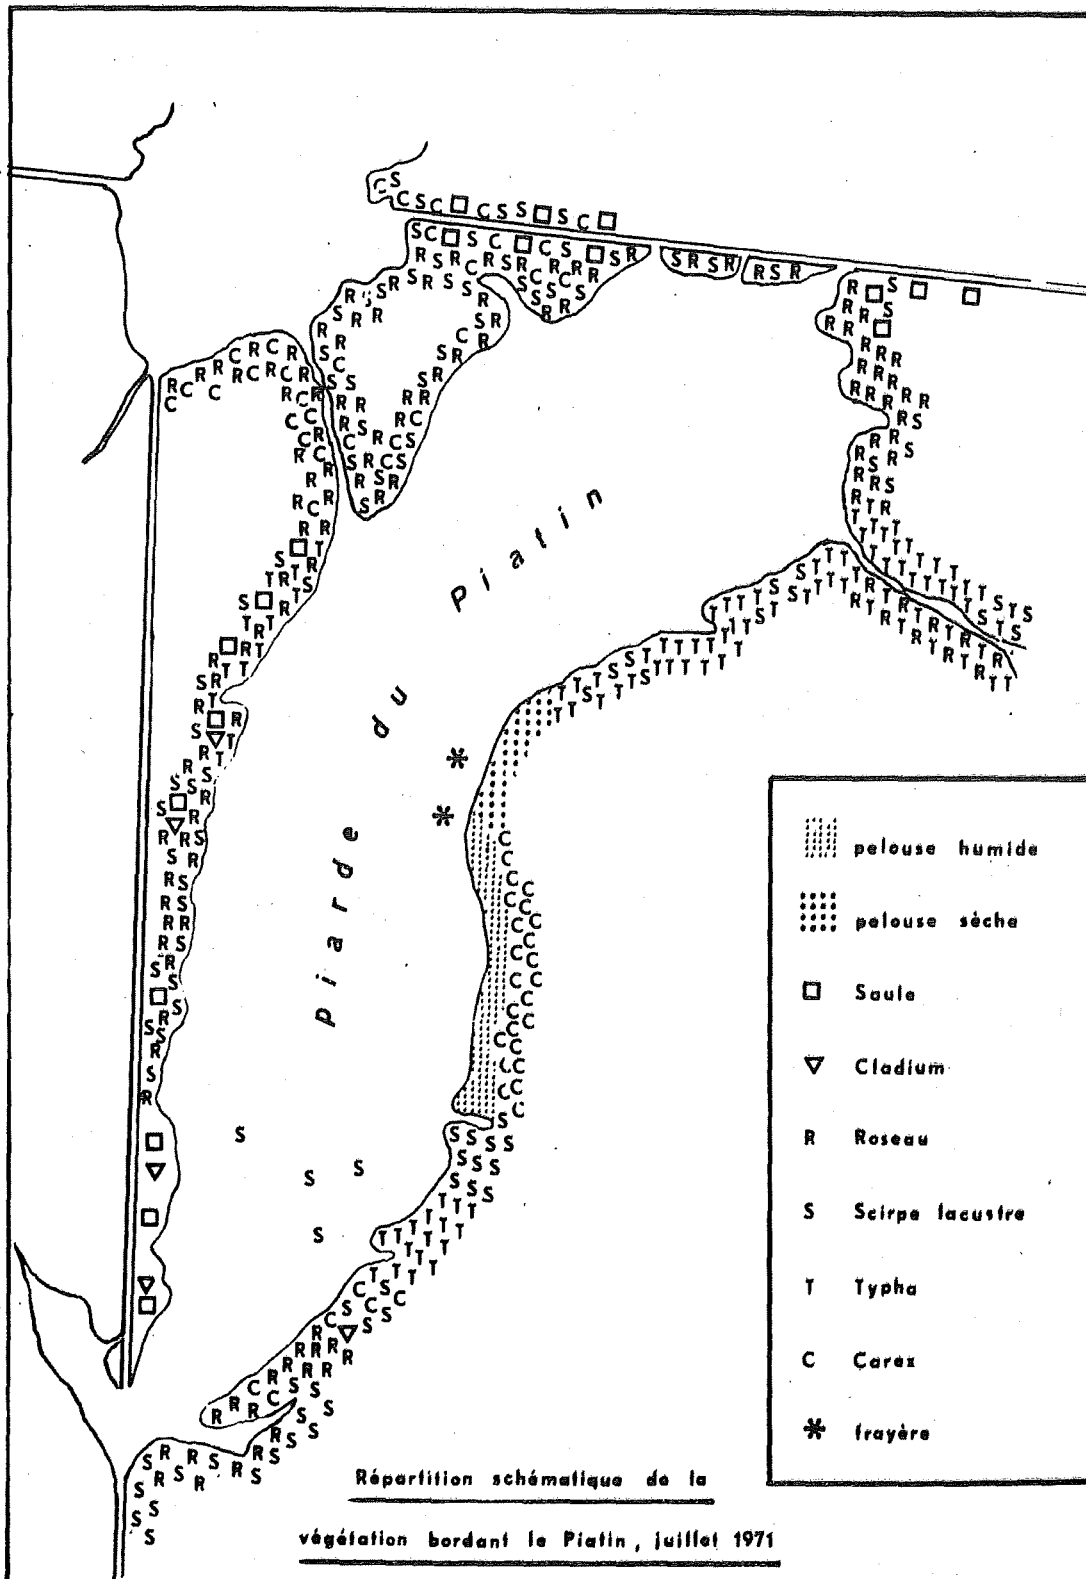 piarde du Piatin
pelouse humide
pelouse sèche
Saule
Cladium
R Roseau
S Scirpe lacustre
T Typha
C Carex
frayère
Répartition schématique de la
végétation bordant le Piatin, juillet 1971